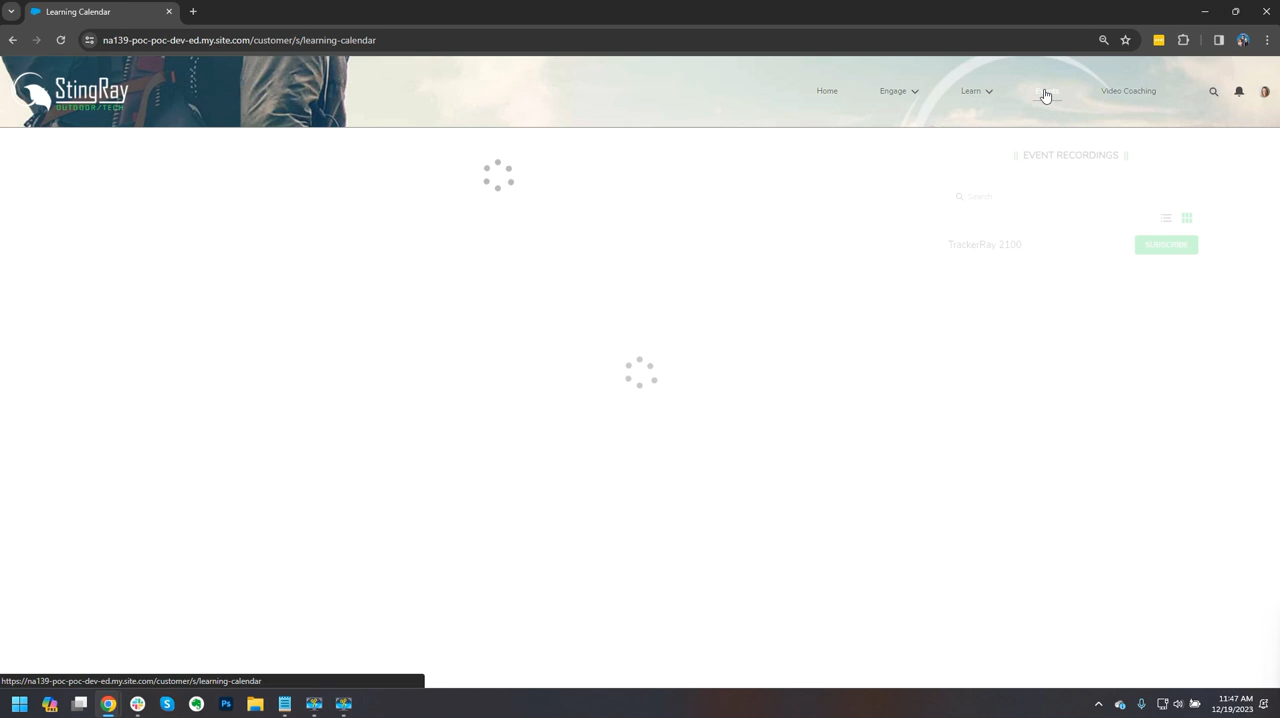 Learning Calendar
na139-poc-poc-dev-ed.my.site.com/customer/s/learning-calendar
StingRay
OUTDOOR/TECH
Home
Engage
Learn
Video Coaching
|| EVENT RECORDINGS ||
Search
TrackerRay 2100
SUBSCRIBE
https://na139-poc-poc-dev-ed.my.site.com/customer/s/learning-calendar
11:47 AM
12/19/2023